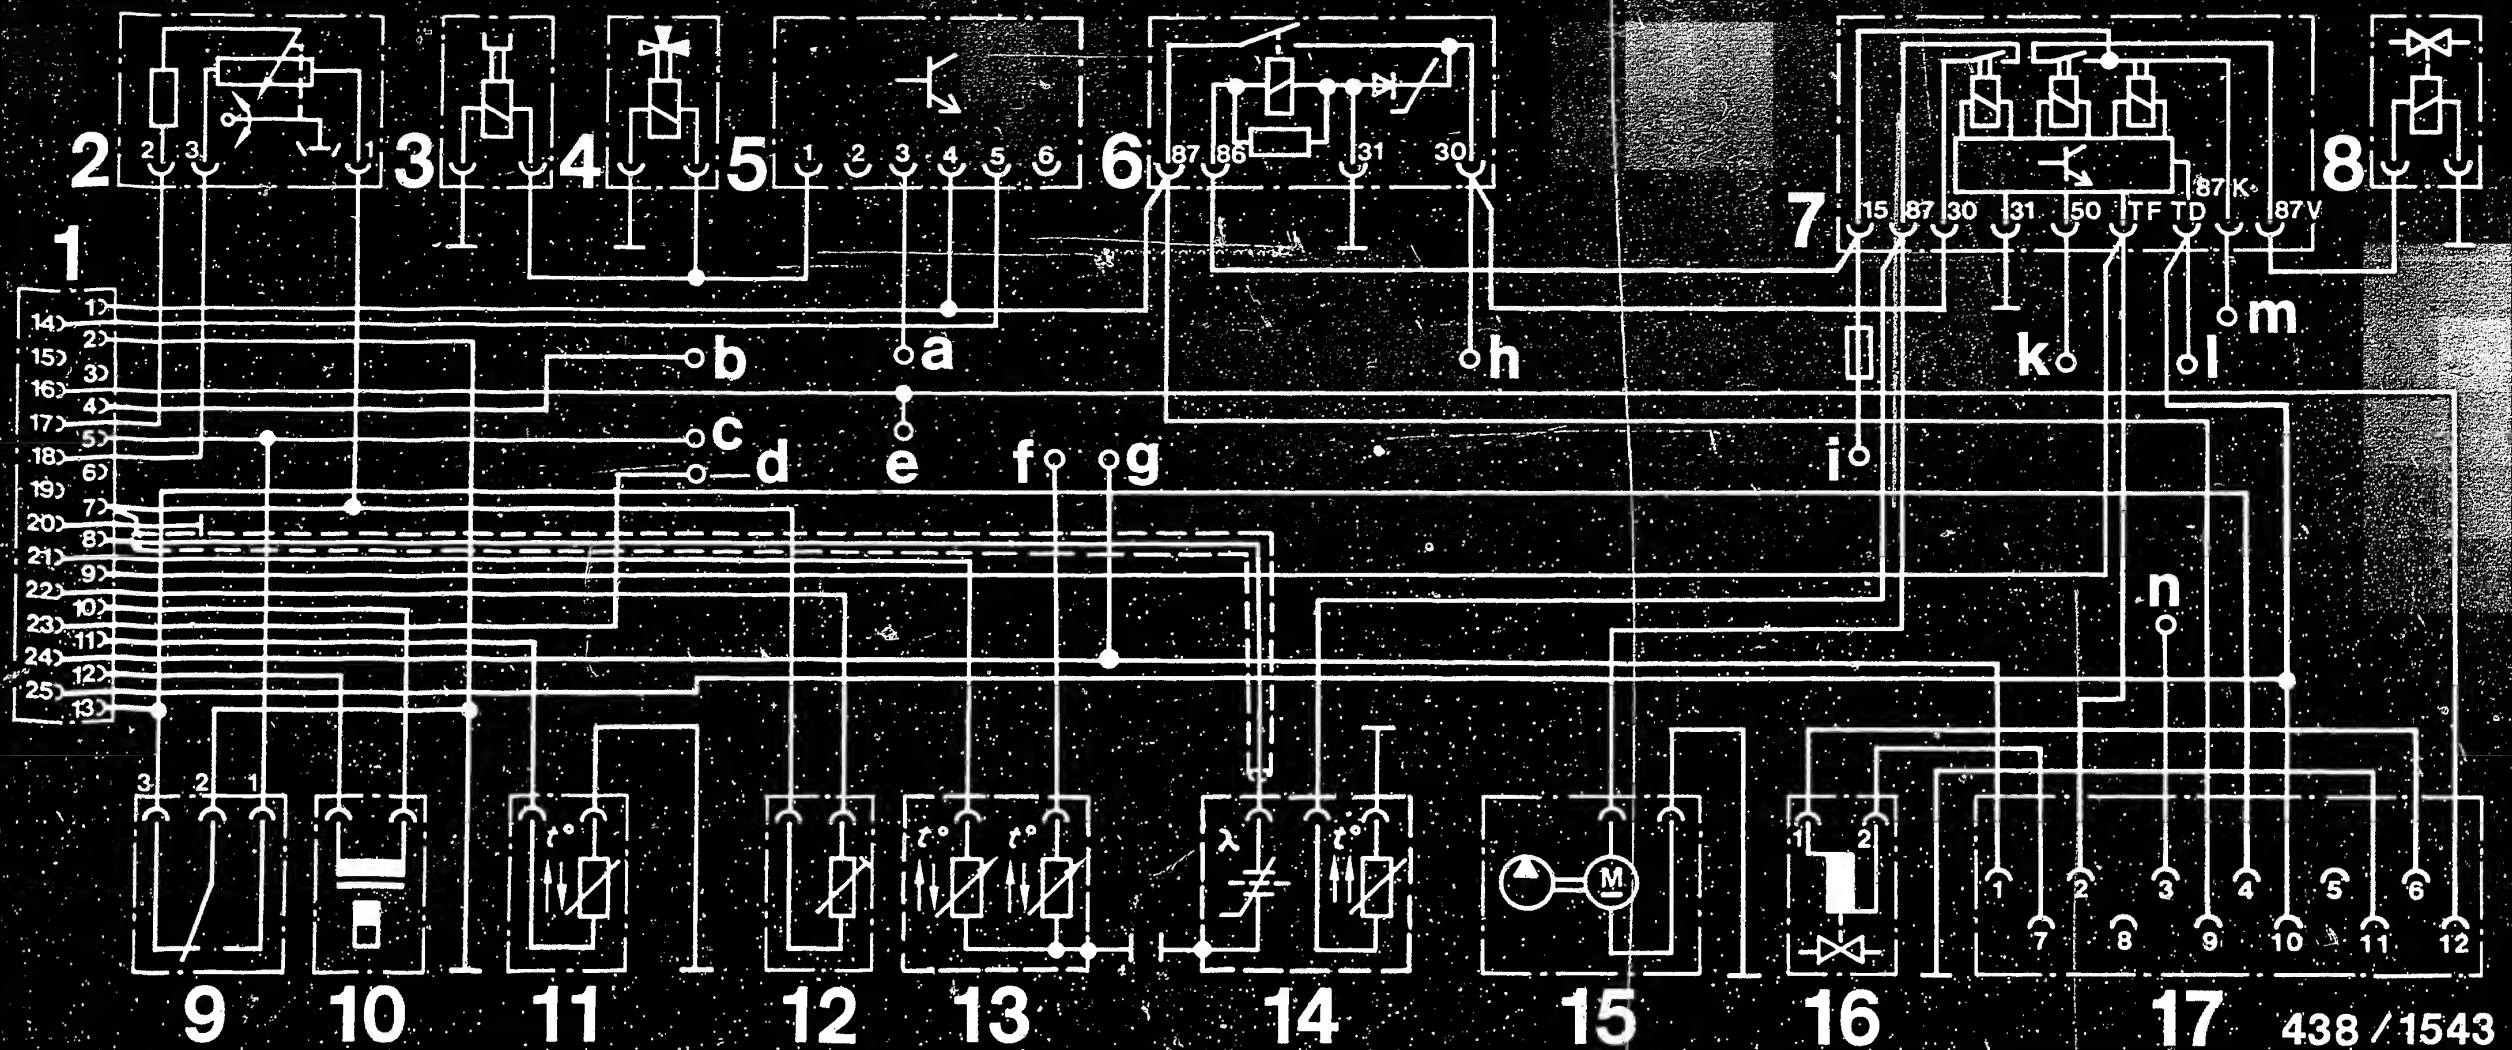 2 3 1
1 2 3 4 5 6
87 86 31 30
87 K
15 87 30 31 50 TF TD 87 V
2 3 4 5 6 7 8
1
1
14
2
15
3
16
4
17
5
18
6
19
7
20
8
21
9
22
10
23
11
24
12
25
13
b a h k l m
c d e f g i
n
3 2 1
t° t° t° λ t°
M
1 2
1 2 3 4 5 6
7 8 9 10 11 12
9 10 11 12 13 14 15 16 17
438/1543